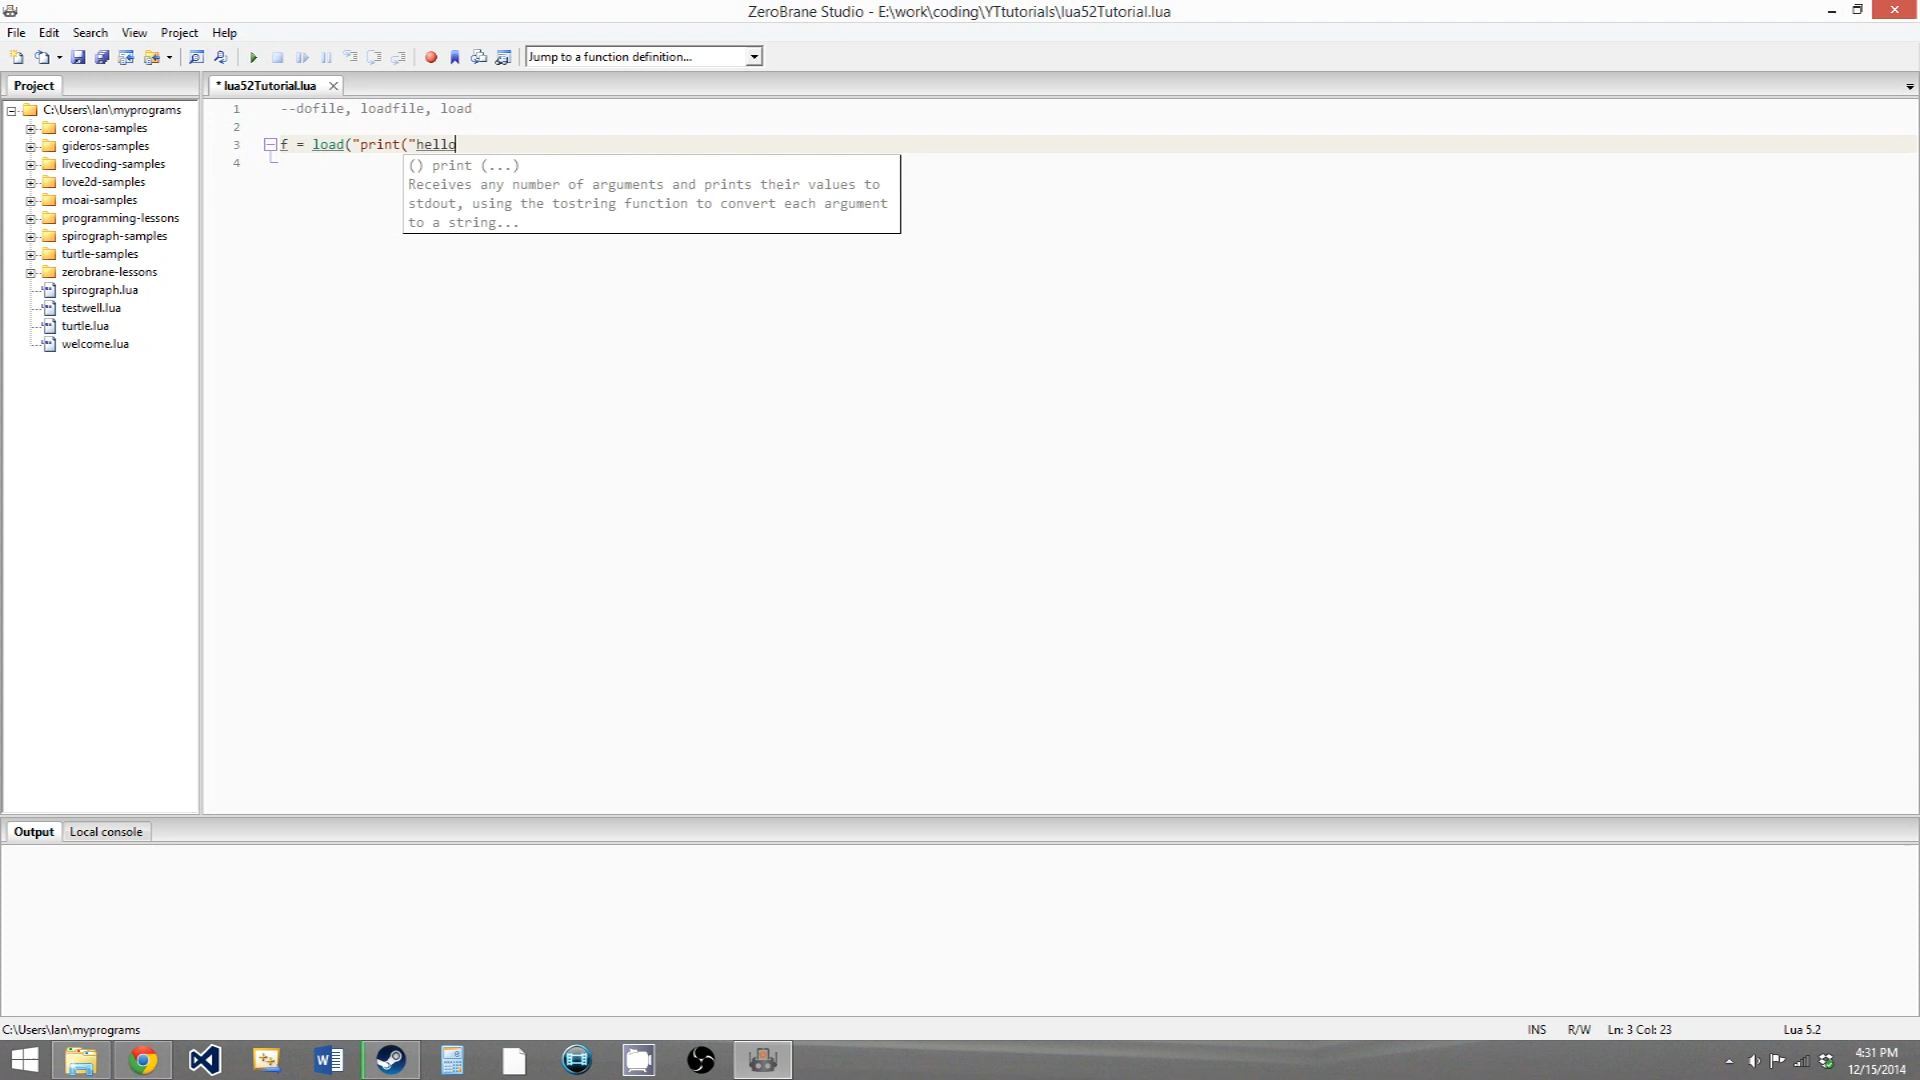 ZeroBrane Studio - E:\work\coding\YTtutorials\lua52Tutorial.lua
File Edit Search View Project Help
Jump to a function definition...
Project
* lua52Tutorial.lua
C:\Users\Ian\myprograms
corona-samples
gideros-samples
livecoding-samples
love2d-samples
moai-samples
programming-lessons
spirograph-samples
turtle-samples
zerobrane-lessons
spirograph.lua
testwell.lua
turtle.lua
welcome.lua
1 --dofile, loadfile, load
2
3 f = load("print("hello
4
() print (...)
Receives any number of arguments and prints their values to
stdout, using the tostring function to convert each argument
to a string...
Output Local console
C:\Users\Ian\myprograms INS R/W Ln: 3 Col: 23 Lua 5.2
4:31 PM
12/15/2014